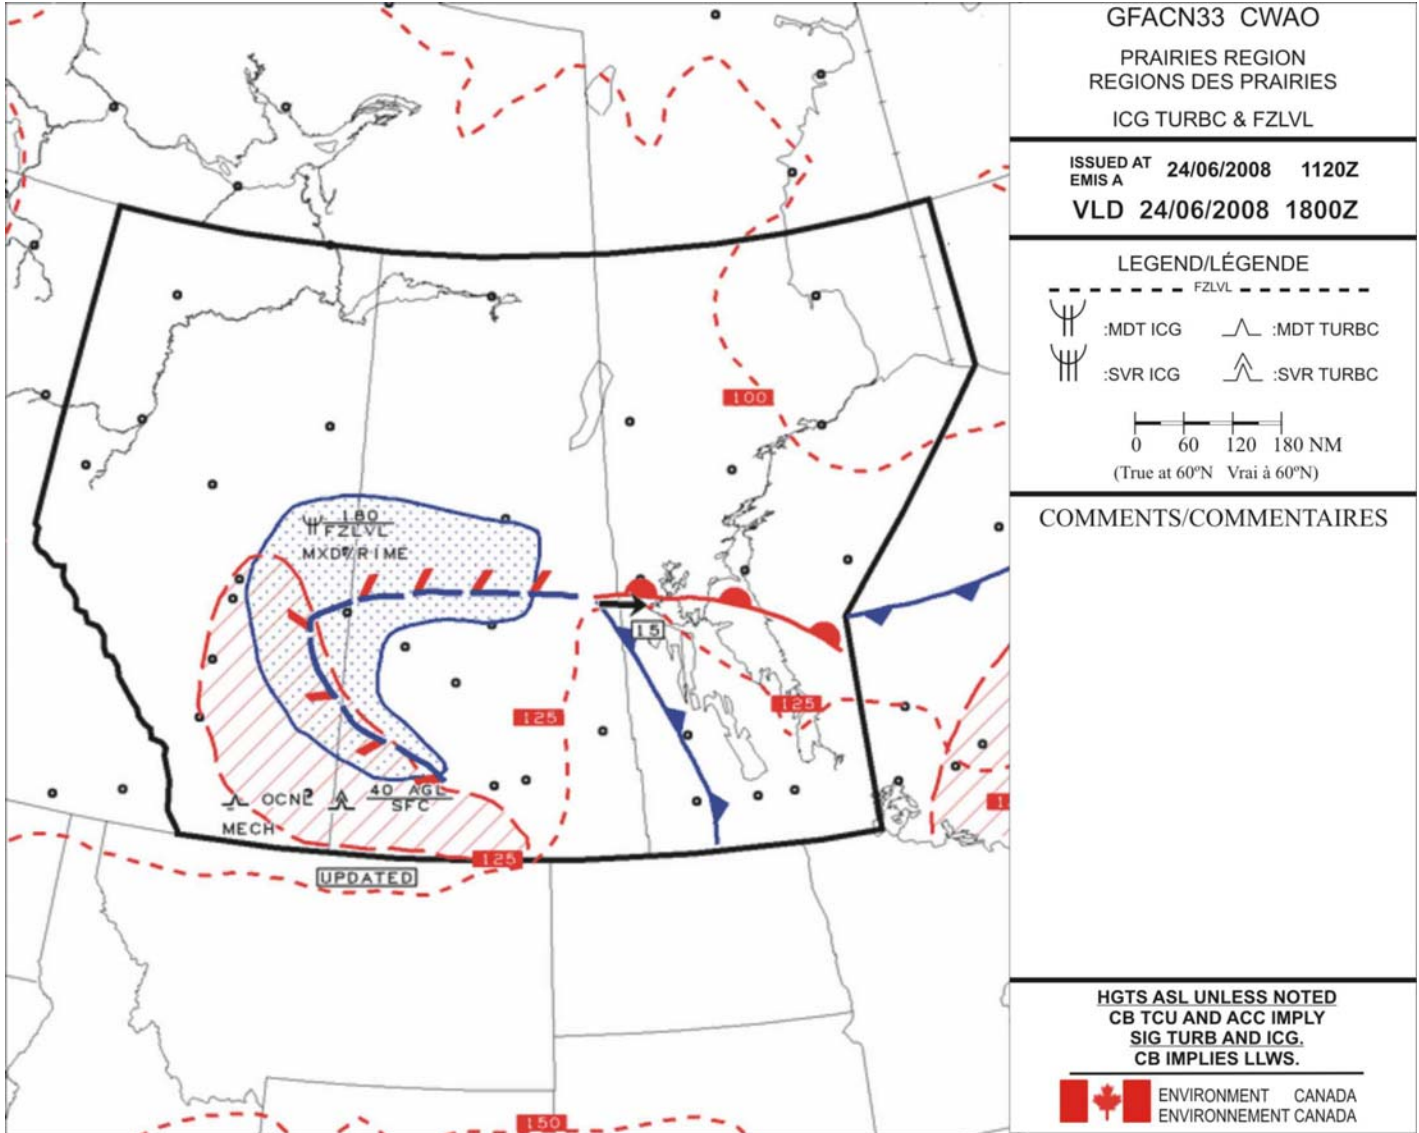 GFACN33 CWAO
PRAIRIES REGION
REGIONS DES PRAIRIES
ICG TURBC & FZLVL
ISSUED AT 24/06/2008 1120Z
EMIS A
VLD 24/06/2008 1800Z
LEGEND/LÉGENDE
FZLVL
:MDT ICG :MDT TURBC
:SVR ICG :SVR TURBC
0 60 120 180 NM
(True at 60ºN Vrai à 60ºN)
COMMENTS/COMMENTAIRES
HGTS ASL UNLESS NOTED
CB TCU AND ACC IMPLY
SIG TURB AND ICG.
CB IMPLIES LLWS.
ENVIRONMENT CANADA
ENVIRONNEMENT CANADA
100
180
FZLVL
MXD/RIME
15
125
125
OCNL 40 AGL
SFC
MECH
125
UPDATED
150